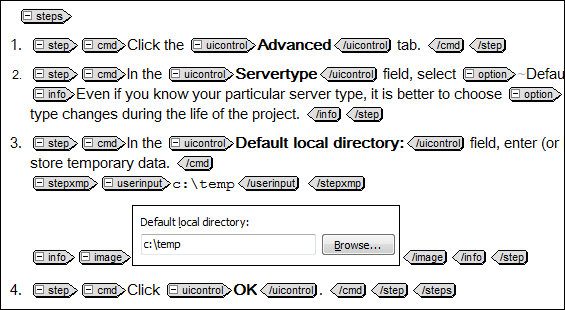 steps
1. step cmd Click the uicontrol Advanced /uicontrol tab. /cmd /step
2. step cmd In the uicontrol Servertype /uicontrol field, select option ~Defau
info Even if you know your particular server type, it is better to choose option
type changes during the life of the project. /info /step
3. step cmd In the uicontrol Default local directory: /uicontrol field, enter (or
store temporary data. /cmd
stepxmp userinput c:\temp /userinput /stepxmp
Default local directory:
c:\temp Browse...
info image /image /info /step
4. step cmd Click uicontrol OK /uicontrol . /cmd /step /steps